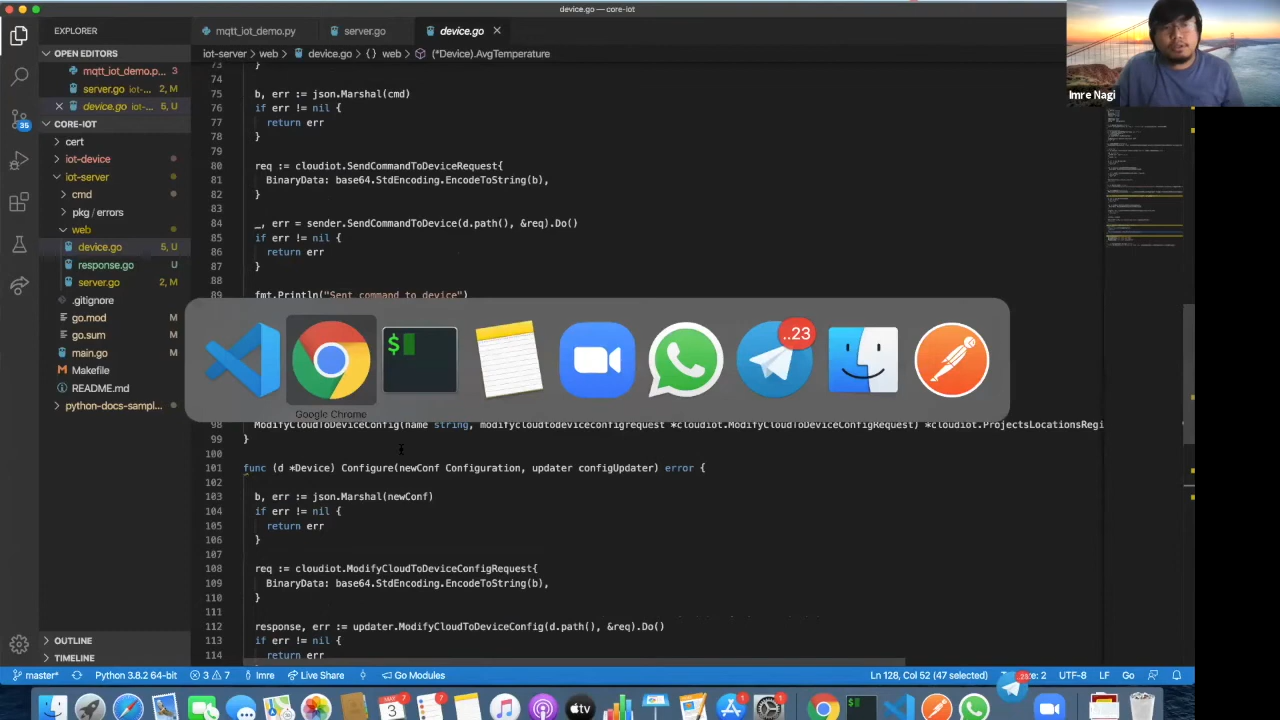 device.go — core-iot
EXPLORER
mqtt_iot_demo.py
server.go
device.go
OPEN EDITORS
iot-server › web › device.go › {} web › (*Device).AvgTemperature
mqtt_iot_demo.p... 3
server.go iot-... 2, M
device.go iot-... 5, U
CORE-IOT
cert
iot-device
iot-server
cmd
pkg / errors
web
device.go 5, U
response.go U
server.go 2, M
.gitignore
go.mod M
go.sum M
main.go M
Makefile
README.md
python-docs-sampl...
OUTLINE
TIMELINE
73 }
74
75 b, err := json.Marshal(cmd)
76 if err != nil {
77 return err
78 }
79
80 req := cloudiot.SendCommandToDeviceRequest{
81 BinaryData: base64.StdEncoding.EncodeToString(b),
82 }
83
84 _, err = sender.SendCommandToDevice(d.path(), &req).Do()
85 if err != nil {
86 return err
87 }
88
89 fmt.Println("Sent command to device")
Google Chrome
98 ModifyCloudToDeviceConfig(name string, modifycloudtodeviceconfigrequest *cloudiot.ModifyCloudToDeviceConfigRequest) *cloudiot.ProjectsLocationsRegi
99 }
100
101 func (d *Device) Configure(newConf Configuration, updater configUpdater) error {
102
103 b, err := json.Marshal(newConf)
104 if err != nil {
105 return err
106 }
107
108 req := cloudiot.ModifyCloudToDeviceConfigRequest{
109 BinaryData: base64.StdEncoding.EncodeToString(b),
110 }
111
112 response, err := updater.ModifyCloudToDeviceConfig(d.path(), &req).Do()
113 if err != nil {
114 return err
$
..23
Imre Nagi
35
master*
Python 3.8.2 64-bit
3 7
Imre
Live Share
Go Modules
Ln 128, Col 52 (47 selected)
UTF-8
LF
Go